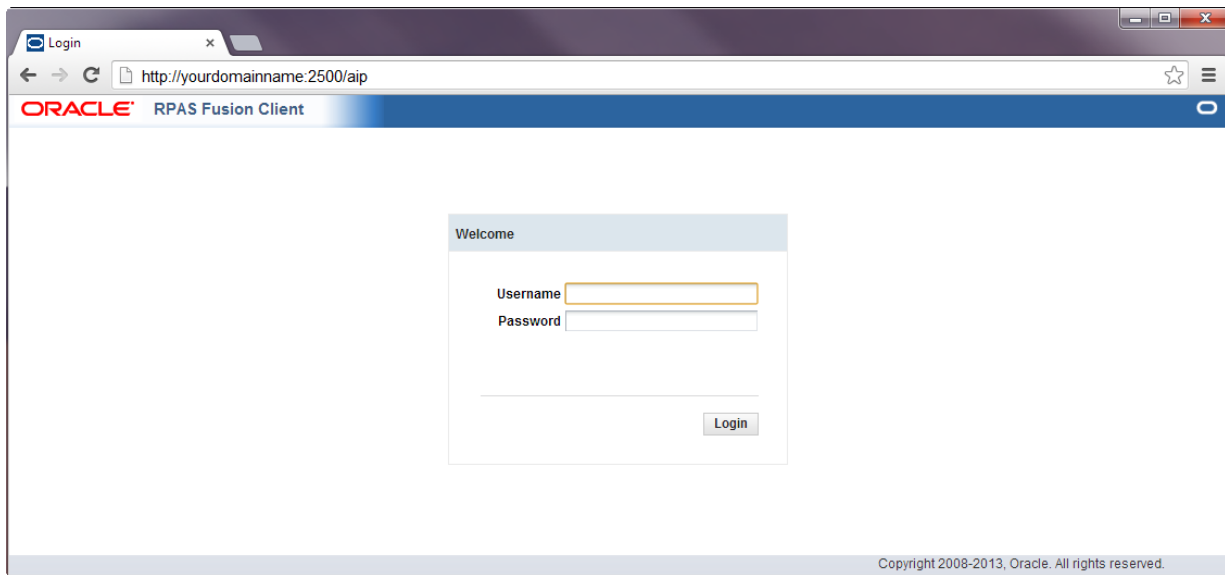 Login
http://yourdomainname:2500/aip
ORACLE RPAS Fusion Client
Welcome
Username
Password
Login
Copyright 2008-2013, Oracle. All rights reserved.